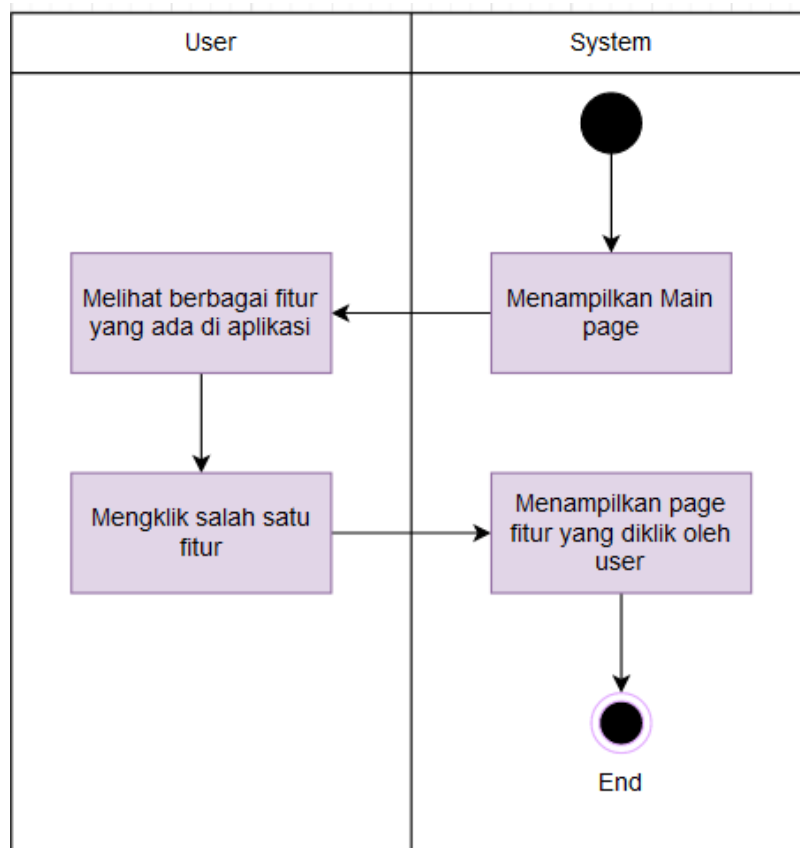 User
System
Melihat berbagai fitur
yang ada di aplikasi
Menampilkan Main
page
Mengklik salah satu
fitur
Menampilkan page
fitur yang diklik oleh
user
End